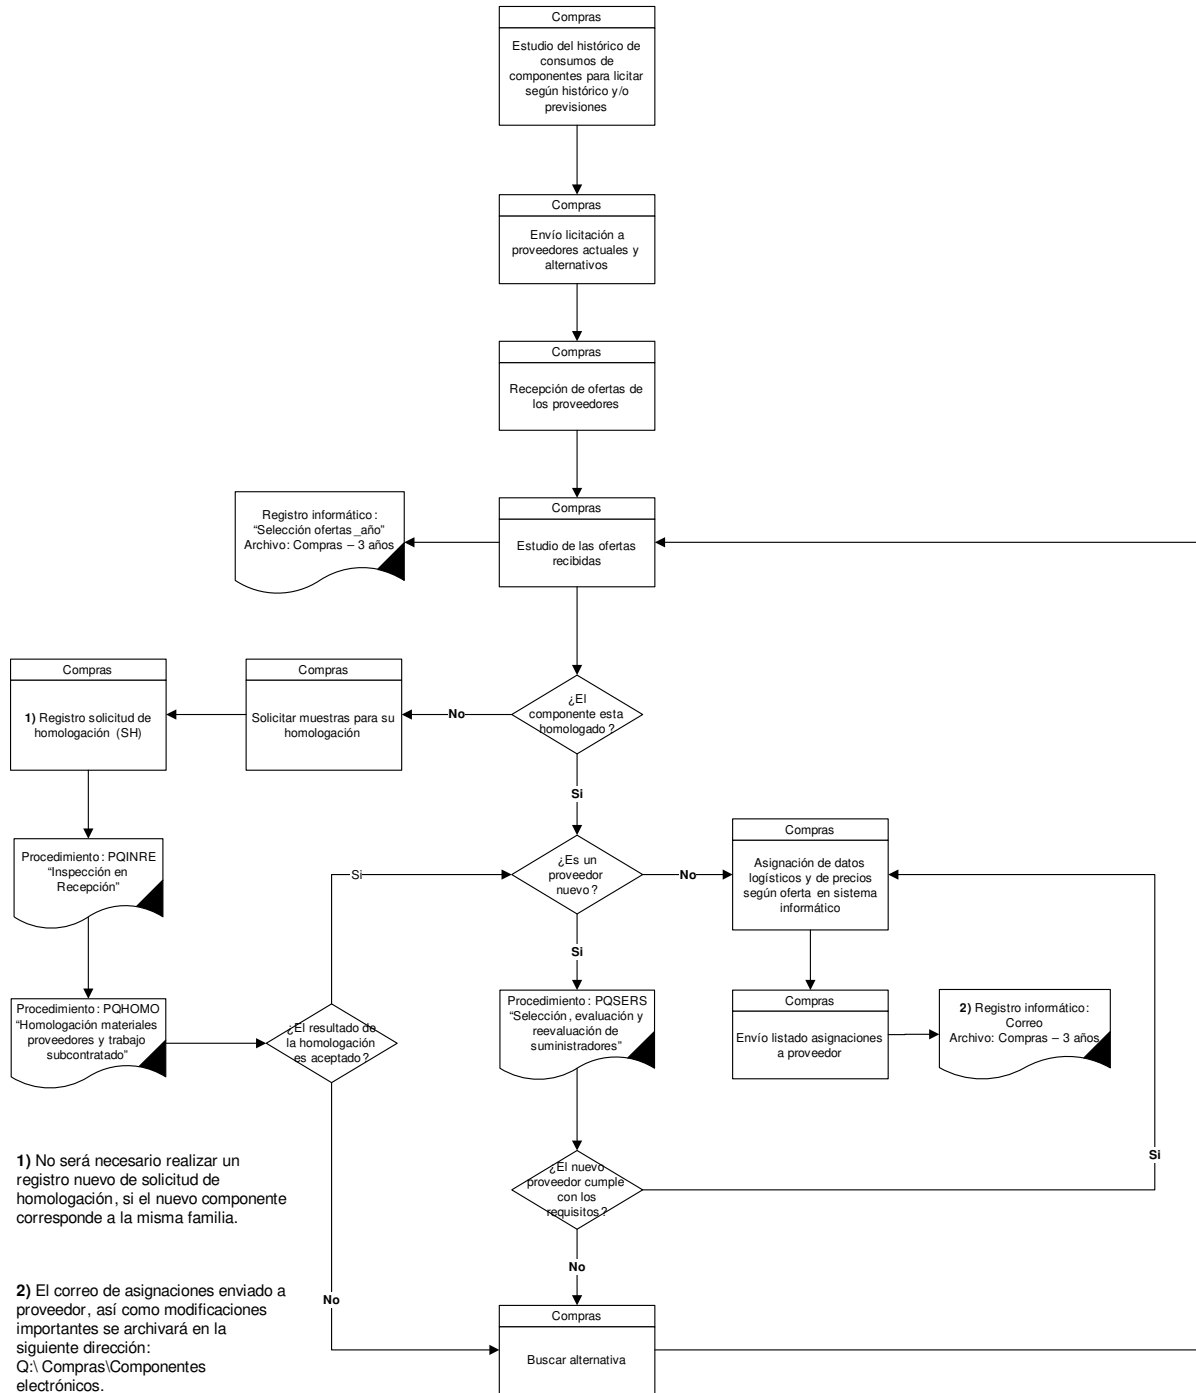 Compras
Estudio del histórico de
consumos de
componentes para licitar
según histórico y/o
previsiones
Compras
Envío licitación a
proveedores actuales y
alternativos
Compras
Recepción de ofertas de
los proveedores
Registro informático:
“Selección ofertas_año”
Archivo: Compras – 3 años
Compras
Estudio de las ofertas
recibidas
Compras
1) Registro solicitud de
homologación (SH)
Compras
Solicitar muestras para su
homologación
No
¿El
componente esta
homologado?
Si
Procedimiento: PQINRE
“Inspección en
Recepción”
Si
¿Es un
proveedor
nuevo?
No
Compras
Asignación de datos
logísticos y de precios
según oferta en sistema
informático
Si
Procedimiento: PQHOMO
“Homologación materiales
proveedores y trabajo
subcontratado”
¿El resultado de
la homologación
es aceptado?
Procedimiento: PQSERS
“Selección, evaluación y
reevaluación de
suministradores”
Compras
Envío listado asignaciones
a proveedor
2) Registro informático:
Correo
Archivo: Compras – 3 años
1) No será necesario realizar un
registro nuevo de solicitud de
homologación, si el nuevo componente
corresponde a la misma familia.
¿El nuevo
proveedor cumple
con los
requisitos?
Si
No
No
2) El correo de asignaciones enviado a
proveedor, así como modificaciones
importantes se archivará en la
siguiente dirección:
Q:\ Compras\Componentes
electrónicos.
Compras
Buscar alternativa